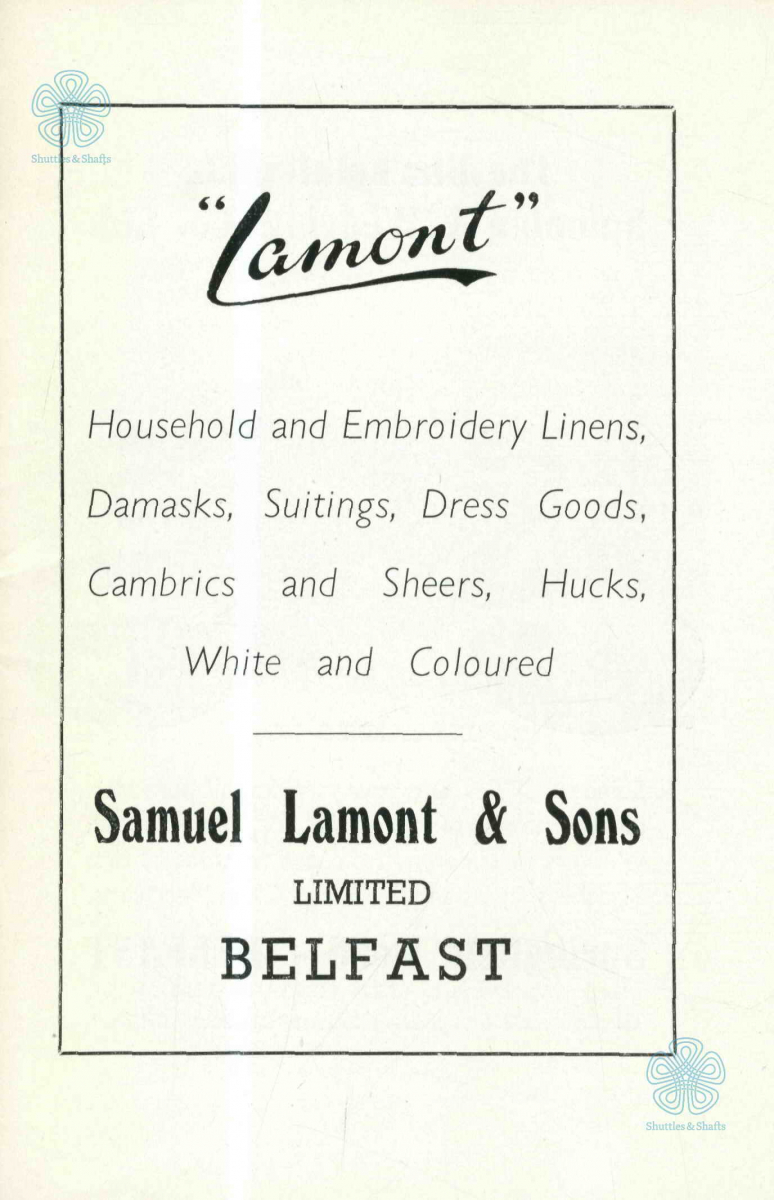 Shuttles & Shafts
“Lamont”
Household and Embroidery Linens,
Damasks, Suitings, Dress Goods,
Cambrics and Sheers, Hucks,
White and Coloured
Samuel Lamont & Sons
LIMITED
BELFAST
Shuttles & Shafts